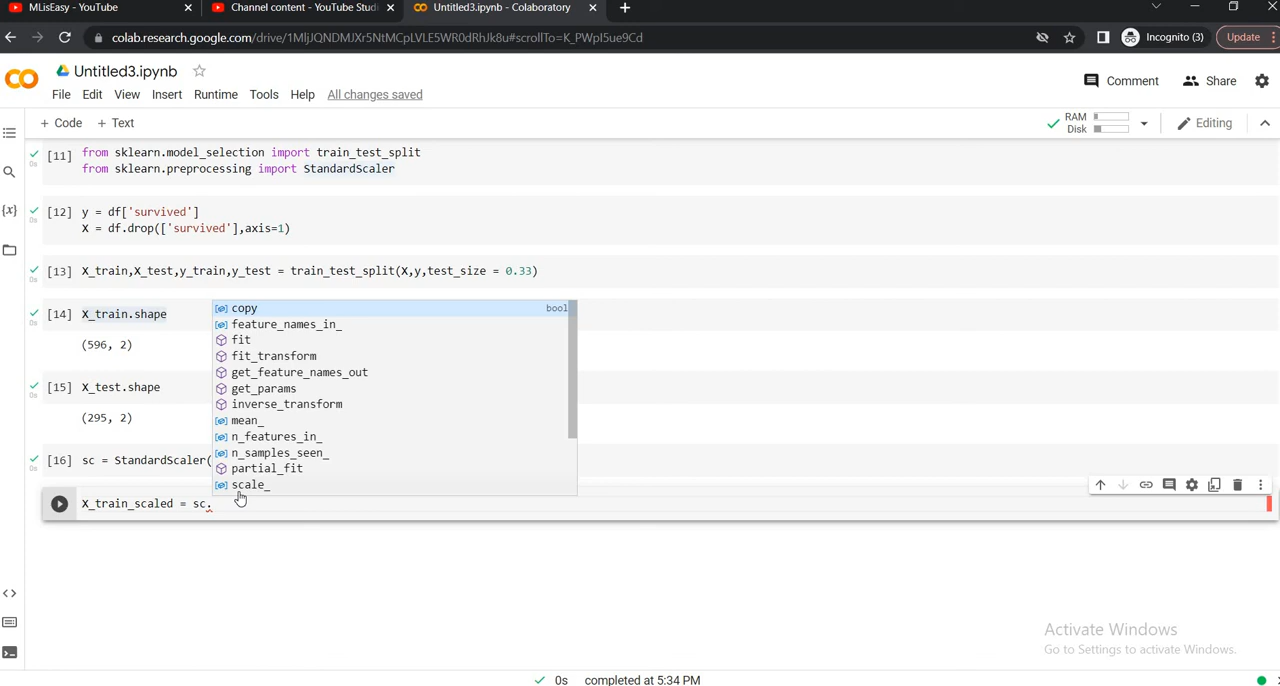 MLisEasy - YouTube
Channel content - YouTube Studi
Untitled3.ipynb - Colaboratory
colab.research.google.com/drive/1MljJQNDMJXr5NtMCpLVLE5WR0dRhJk8u#scrollTo=K_PWpI5ue9Cd
Incognito (3)
Update
Untitled3.ipynb
Comment
Share
File Edit View Insert Runtime Tools Help All changes saved
+ Code + Text
RAM
Disk
Editing
[11] from sklearn.model_selection import train_test_split
from sklearn.preprocessing import StandardScaler
[12] y = df['survived']
X = df.drop(['survived'],axis=1)
[13] X_train,X_test,y_train,y_test = train_test_split(X,y,test_size = 0.33)
[14] X_train.shape
(596, 2)
[15] X_test.shape
(295, 2)
[16] sc = StandardScaler(
copy bool
feature_names_in_
fit
fit_transform
get_feature_names_out
get_params
inverse_transform
mean_
n_features_in_
n_samples_seen_
partial_fit
scale_
X_train_scaled = sc.
Activate Windows
Go to Settings to activate Windows.
0s completed at 5:34 PM